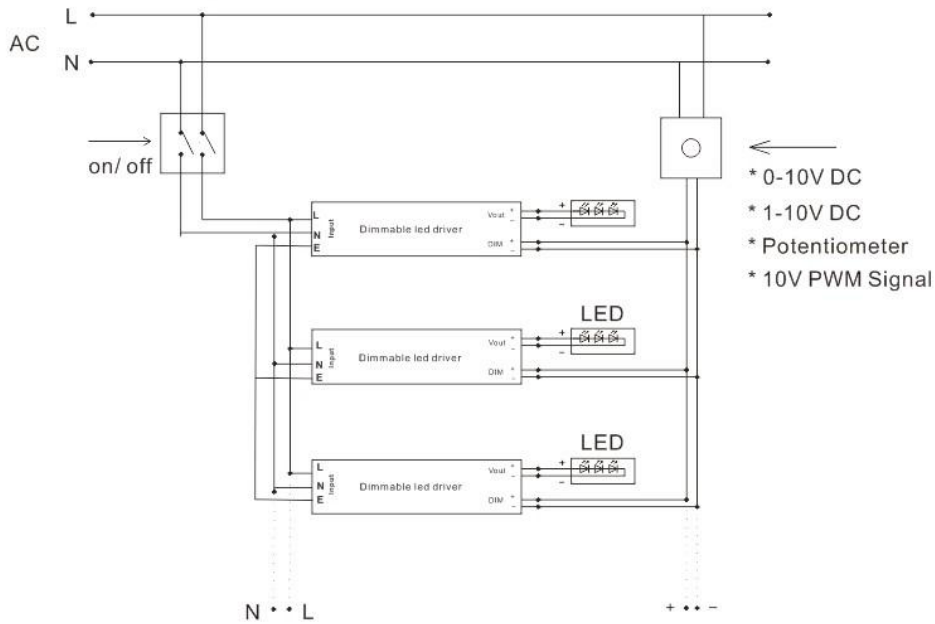 L
AC
N
on/ off
* 0-10V DC
* 1-10V DC
* Potentiometer
* 10V PWM Signal
L
N
E
Input
Dimmable led driver
Vout
+
−
DIM
+
−
+
−
LED
L
N
E
Input
Dimmable led driver
Vout
+
−
DIM
+
−
+
−
LED
L
N
E
Input
Dimmable led driver
Vout
+
−
DIM
+
−
+
−
N L
+ −